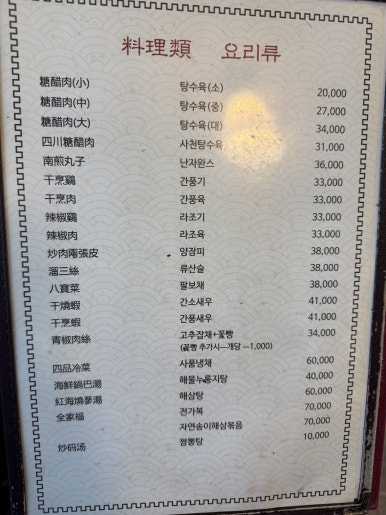 料理類 요리류
糖醋肉(小) 탕수육(소) 20,000
糖醋肉(中) 탕수육(중) 27,000
糖醋肉(大) 탕수육(대) 34,000
四川糖醋肉 사천탕수육 31,000
南煎丸子 난자완스 36,000
干烹鷄 간풍기 33,000
干烹肉 간풍육 33,000
辣椒鷄 라조기 33,000
辣椒肉 라조육 33,000
炒肉兩張皮 양장피 38,000
溜三絲 류산슬 38,000
八寶菜 팔보채 38,000
干燒蝦 간소새우 41,000
干烹蝦 간풍새우 41,000
青椒肉絲 고추잡채+꽃빵 34,000
(꽃빵 추가시—개당 —1,000)
四品冷菜 사품냉채 60,000
海鮮鍋巴湯 해물누룽지탕 40,000
紅海燒蔘湯 해삼탕 60,000
全家福 전가복 70,000
자연송이해삼볶음 70,000
炒码汤 짬뽕탕 10,000